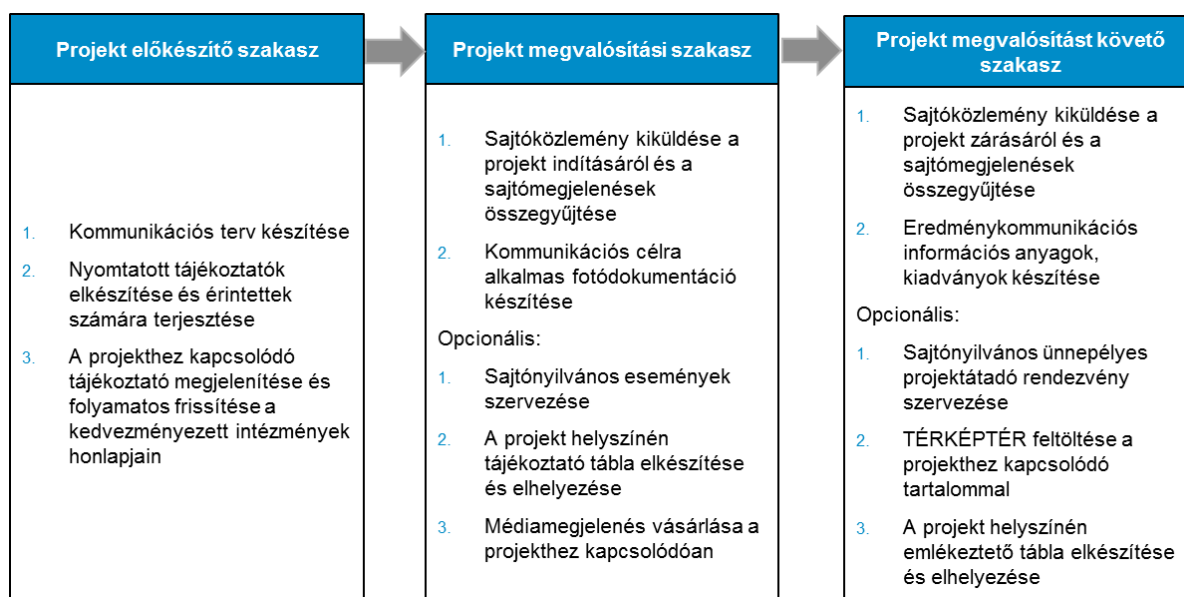 Projekt előkészítő szakasz
1. Kommunikációs terv készítése
2. Nyomtatott tájékoztatók
elkészítése és érintettek
számára terjesztése
3. A projekthez kapcsolódó
tájékoztató megjelenítése és
folyamatos frissítése a
kedvezményezett intézmények
honlapjain
Projekt megvalósítási szakasz
1. Sajtóközlemény kiküldése a
projekt indításáról és a
sajtómegjelenések
összegyűjtése
2. Kommunikációs célra
alkalmas fotódokumentáció
készítése
Opcionális:
1. Sajtónyilvános események
szervezése
2. A projekt helyszínén
tájékoztató tábla elkészítése
és elhelyezése
3. Médiamegjelenés vásárlása a
projekthez kapcsolódóan
Projekt megvalósítást követő
szakasz
1. Sajtóközlemény kiküldése a
projekt zárásáról és a
sajtómegjelenések
összegyűjtése
2. Eredménykommunikációs
információs anyagok,
kiadványok készítése
Opcionális:
1. Sajtónyilvános ünnepélyes
projektátadó rendezvény
szervezése
2. TÉRKÉPTÉR feltöltése a
projekthez kapcsolódó
tartalommal
3. A projekt helyszínén
emlékeztető tábla elkészítése
és elhelyezése